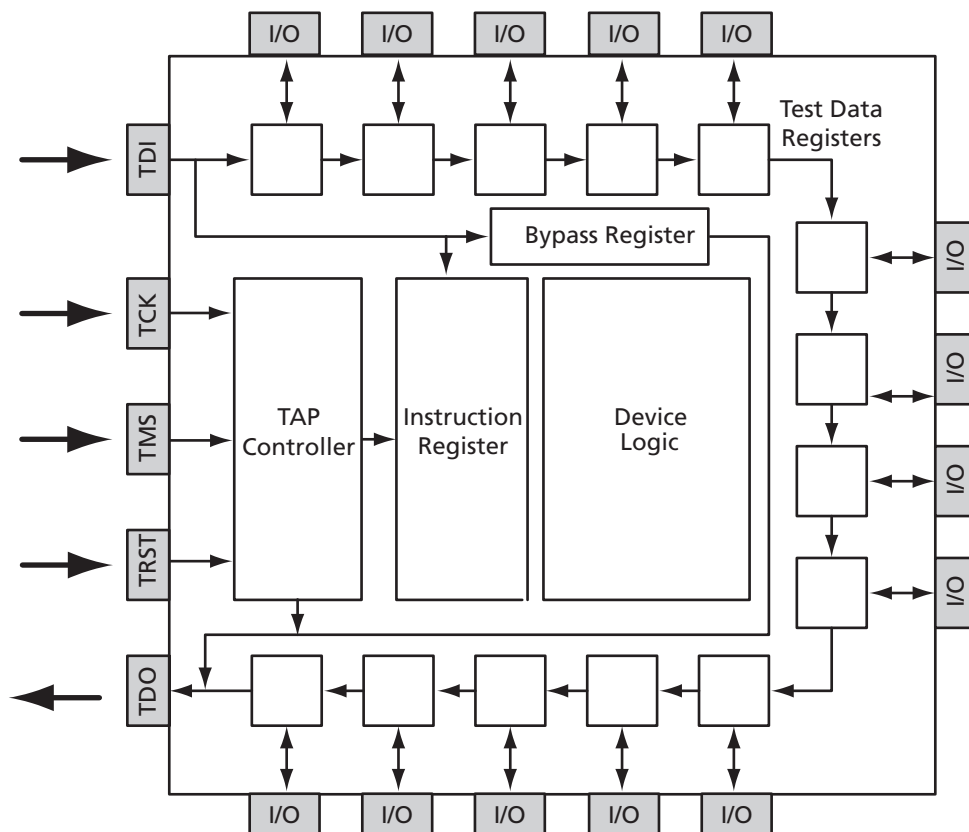 I/O
I/O
I/O
I/O
I/O
Test Data
Registers
TDI
Bypass Register
I/O
TCK
I/O
TAP
Controller
Instruction
Register
Device
Logic
TMS
I/O
TRST
I/O
TDO
I/O
I/O
I/O
I/O
I/O